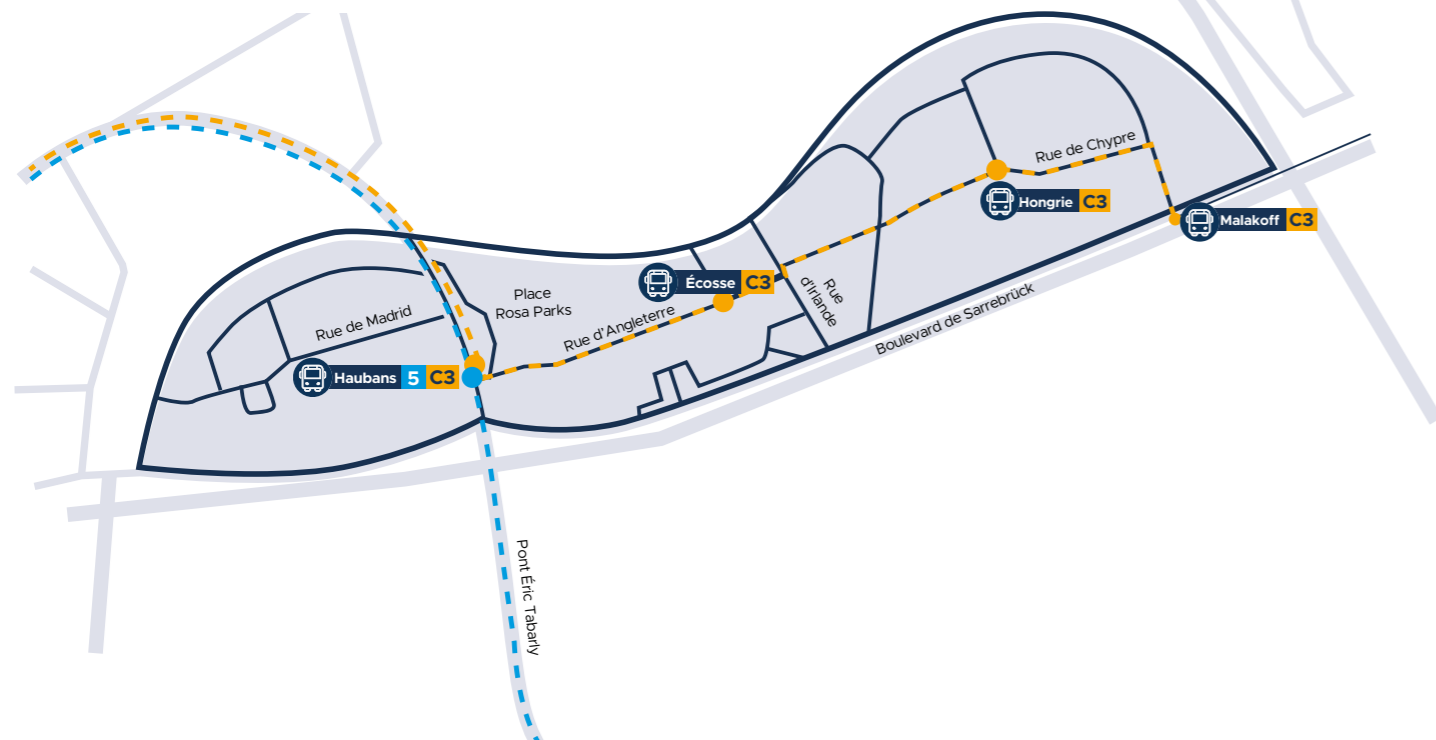 Rue de Chypre
Hongrie C3
Malakoff C3
Écosse C3
Rue
d'Irlande
Place
Rosa Parks
Rue de Madrid
Rue d'Angleterre
Boulevard de Sarrebrück
Haubans 5 C3
Pont Éric Tabarly